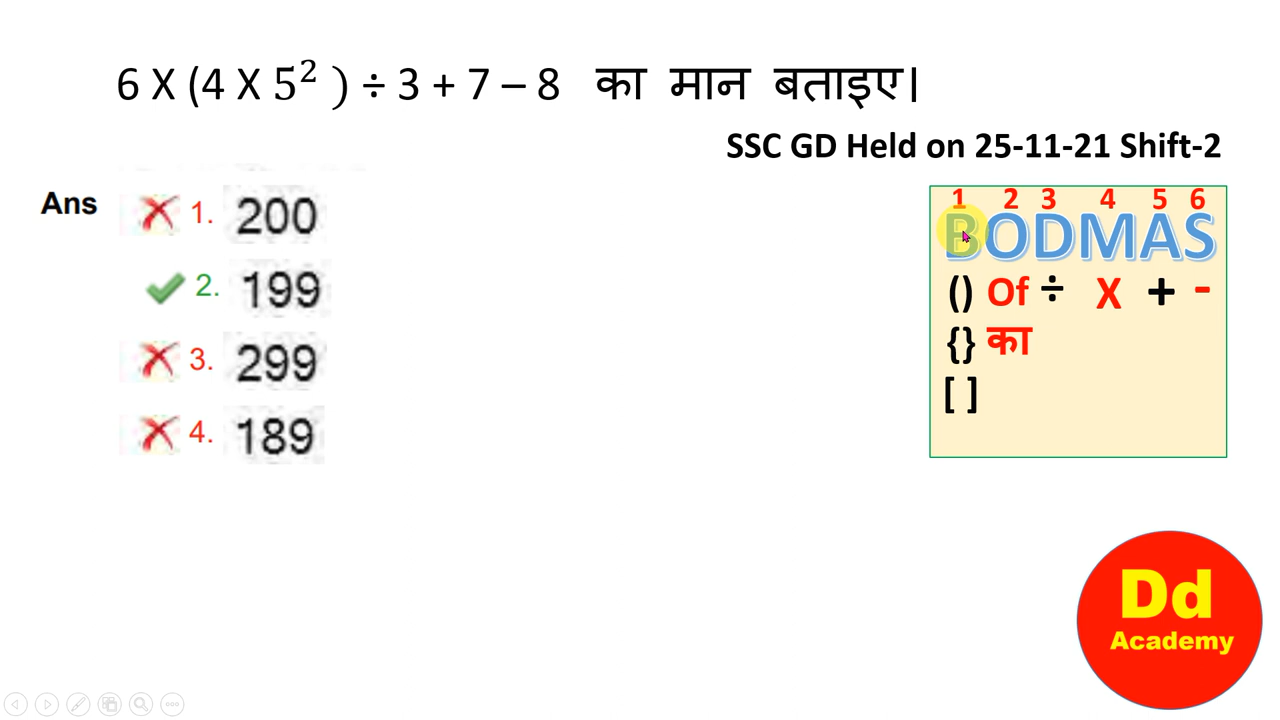 6 X (4 X 5² ) ÷ 3 + 7 – 8 का मान बताइए।
SSC GD Held on 25-11-21 Shift-2
Ans
1. 200
2. 199
3. 299
4. 189
1 2 3 4 5 6
BODMAS
() Of ÷ X + -
{} का
[ ]
Dd
Academy